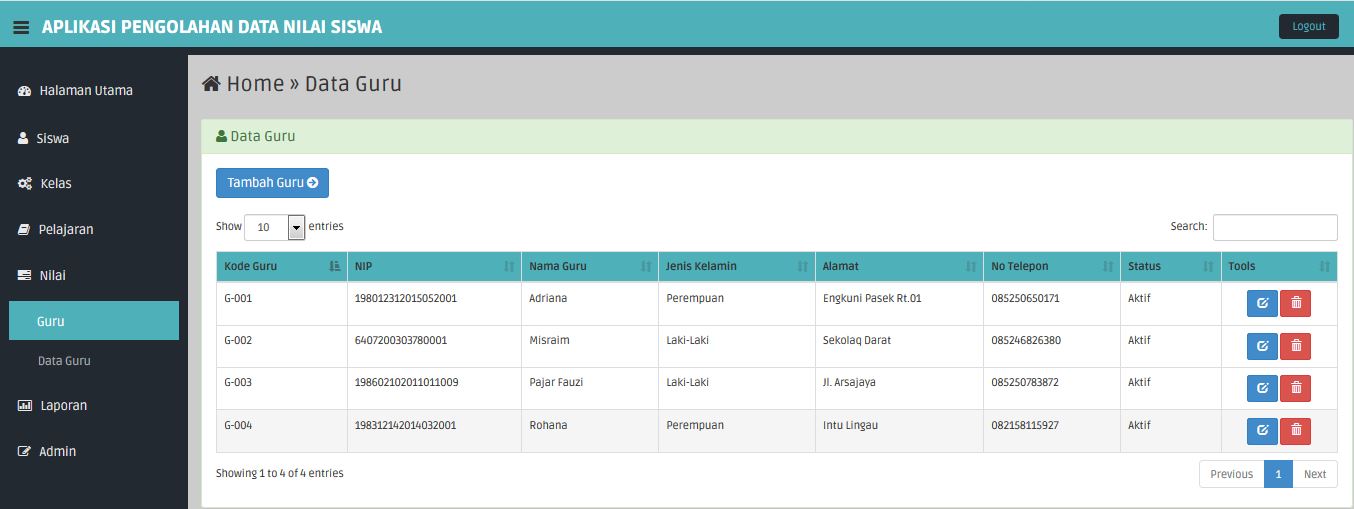 APLIKASI PENGOLAHAN DATA NILAI SISWA
Logout
Halaman Utama
Siswa
Kelas
Pelajaran
Nilai
Guru
Data Guru
Laporan
Admin
Home » Data Guru
Data Guru
Tambah Guru
Show 10 entries
Search:
Kode Guru NIP Nama Guru Jenis Kelamin Alamat No Telepon Status Tools
G-001 198012312015052001 Adriana Perempuan Engkuni Pasek Rt.01 085250650171 Aktif
G-002 6407200303780001 Misraim Laki-Laki Sekolaq Darat 085246826380 Aktif
G-003 198602102011011009 Pajar Fauzi Laki-Laki Jl. Arsajaya 085250783872 Aktif
G-004 198312142014032001 Rohana Perempuan Intu Lingau 082158115927 Aktif
Showing 1 to 4 of 4 entries
Previous 1 Next